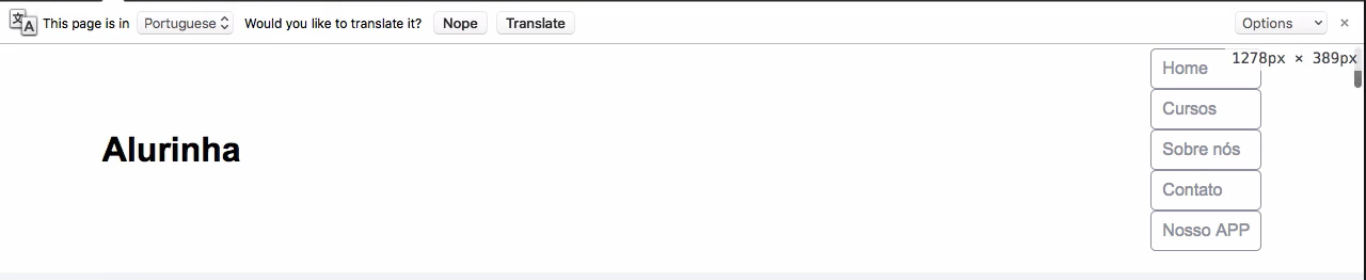 This page is in Portuguese Would you like to translate it? Nope Translate Options ×
1278px × 389px
Home
Cursos
Alurinha
Sobre nós
Contato
Nosso APP